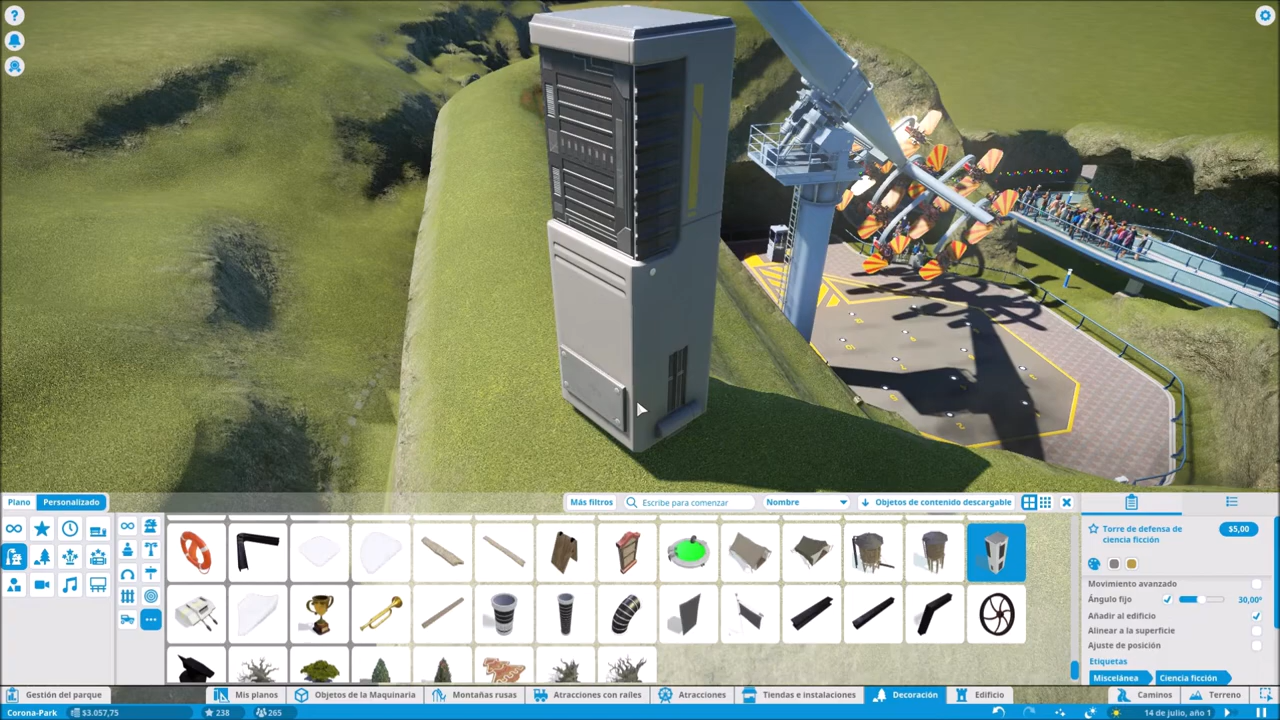 ?
Plano
Personalizado
Más filtros
Escribe para comenzar
Nombre
Objetos de contenido descargable
Torre de defensa de
ciencia ficción
$5,00
Movimiento avanzado
Ángulo fijo
30,00º
Añadir al edificio
Alinear a la superficie
Ajuste de posición
Etiquetas
Miscelánea
Ciencia ficción
Gestión del parque
Mis planos
Objetos de la Maquinaria
Montañas rusas
Atracciones con raíles
Atracciones
Tiendas e instalaciones
Decoración
Edificio
Caminos
Terreno
Corona-Park
$3.057,75
238
265
14 de julio, año 1